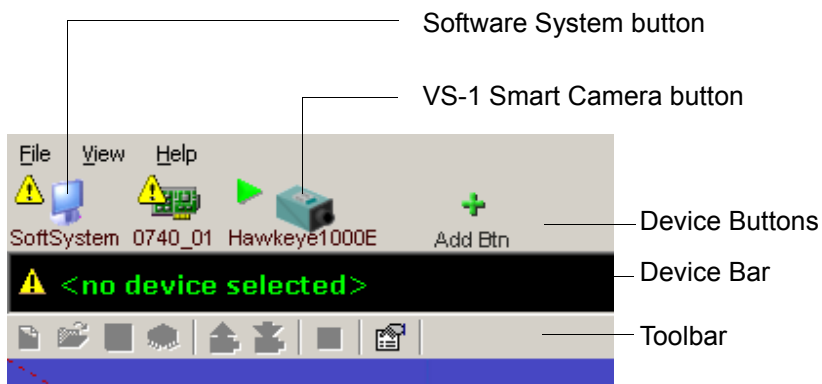 Software System button
VS-1 Smart Camera button
File View Help
SoftSystem 0740_01 Hawkeye1000E Add Btn
Device Buttons
<no device selected>
Device Bar
Toolbar